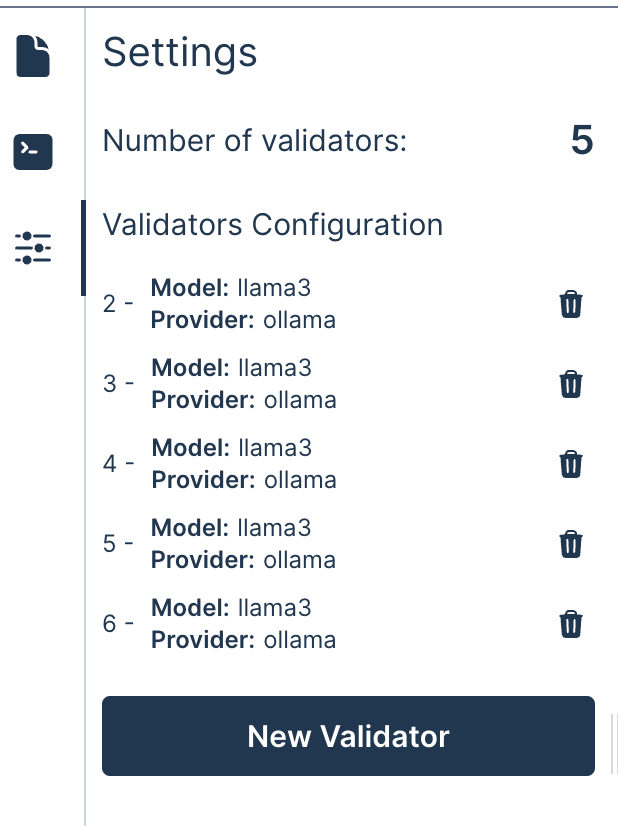 Settings
Number of validators: 5
Validators Configuration
2 - Model: llama3
Provider: ollama
3 - Model: llama3
Provider: ollama
4 - Model: llama3
Provider: ollama
5 - Model: llama3
Provider: ollama
6 - Model: llama3
Provider: ollama
New Validator